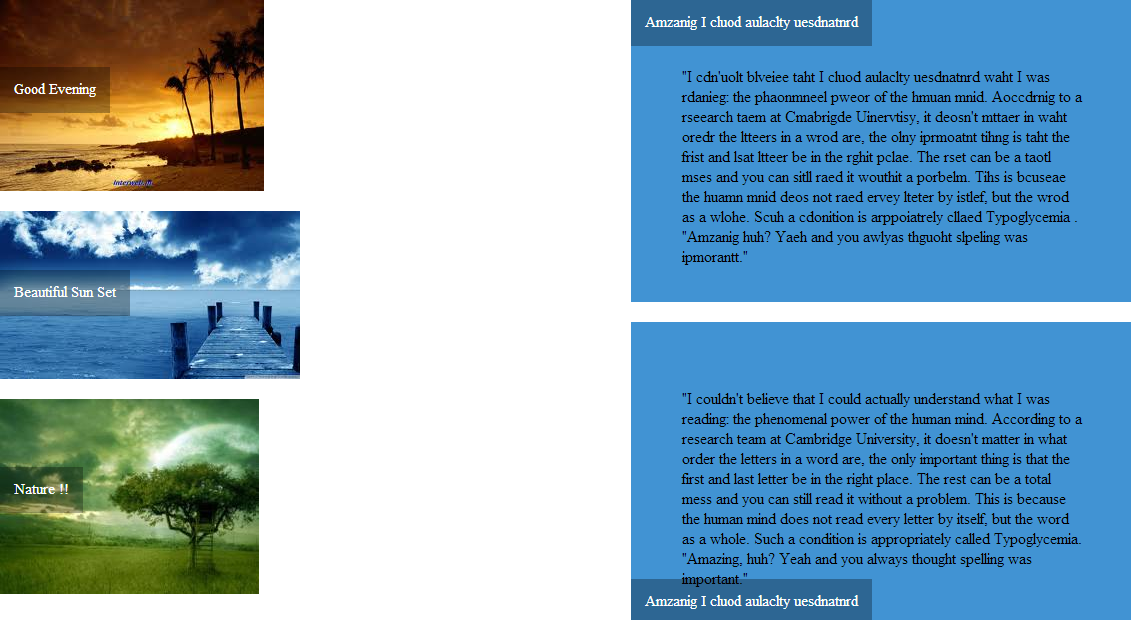 Good Evening
Beautiful Sun Set
Nature !!
Amzanig I cluod aulaclty uesdnatnrd
"I cdn'uolt blveiee taht I cluod aulaclty uesdnatnrd waht I was
rdanieg: the phaonmneel pweor of the hmuan mnid. Aoccdrnig to a
rseearch taem at Cmabrigde Uinervtisy, it deosn't mttaer in waht
oredr the ltteers in a wrod are, the olny iprmoatnt tihng is taht the
frist and lsat ltteer be in the rghit pclae. The rset can be a taotl
mses and you can sitll raed it wouthit a porbelm. Tihs is bcuseae
the huamn mnid deos not raed ervey lteter by istlef, but the wrod
as a wlohe. Scuh a cdonition is arppoiatrely cllaed Typoglycemia .
"Amzanig huh? Yaeh and you awlyas thguoht slpeling was
ipmorantt."
"I couldn't believe that I could actually understand what I was
reading: the phenomenal power of the human mind. According to a
research team at Cambridge University, it doesn't matter in what
order the letters in a word are, the only important thing is that the
first and last letter be in the right place. The rest can be a total
mess and you can still read it without a problem. This is because
the human mind does not read every letter by itself, but the word
as a whole. Such a condition is appropriately called Typoglycemia.
"Amazing, huh? Yeah and you always thought spelling was
important."
Amzanig I cluod aulaclty uesdnatnrd